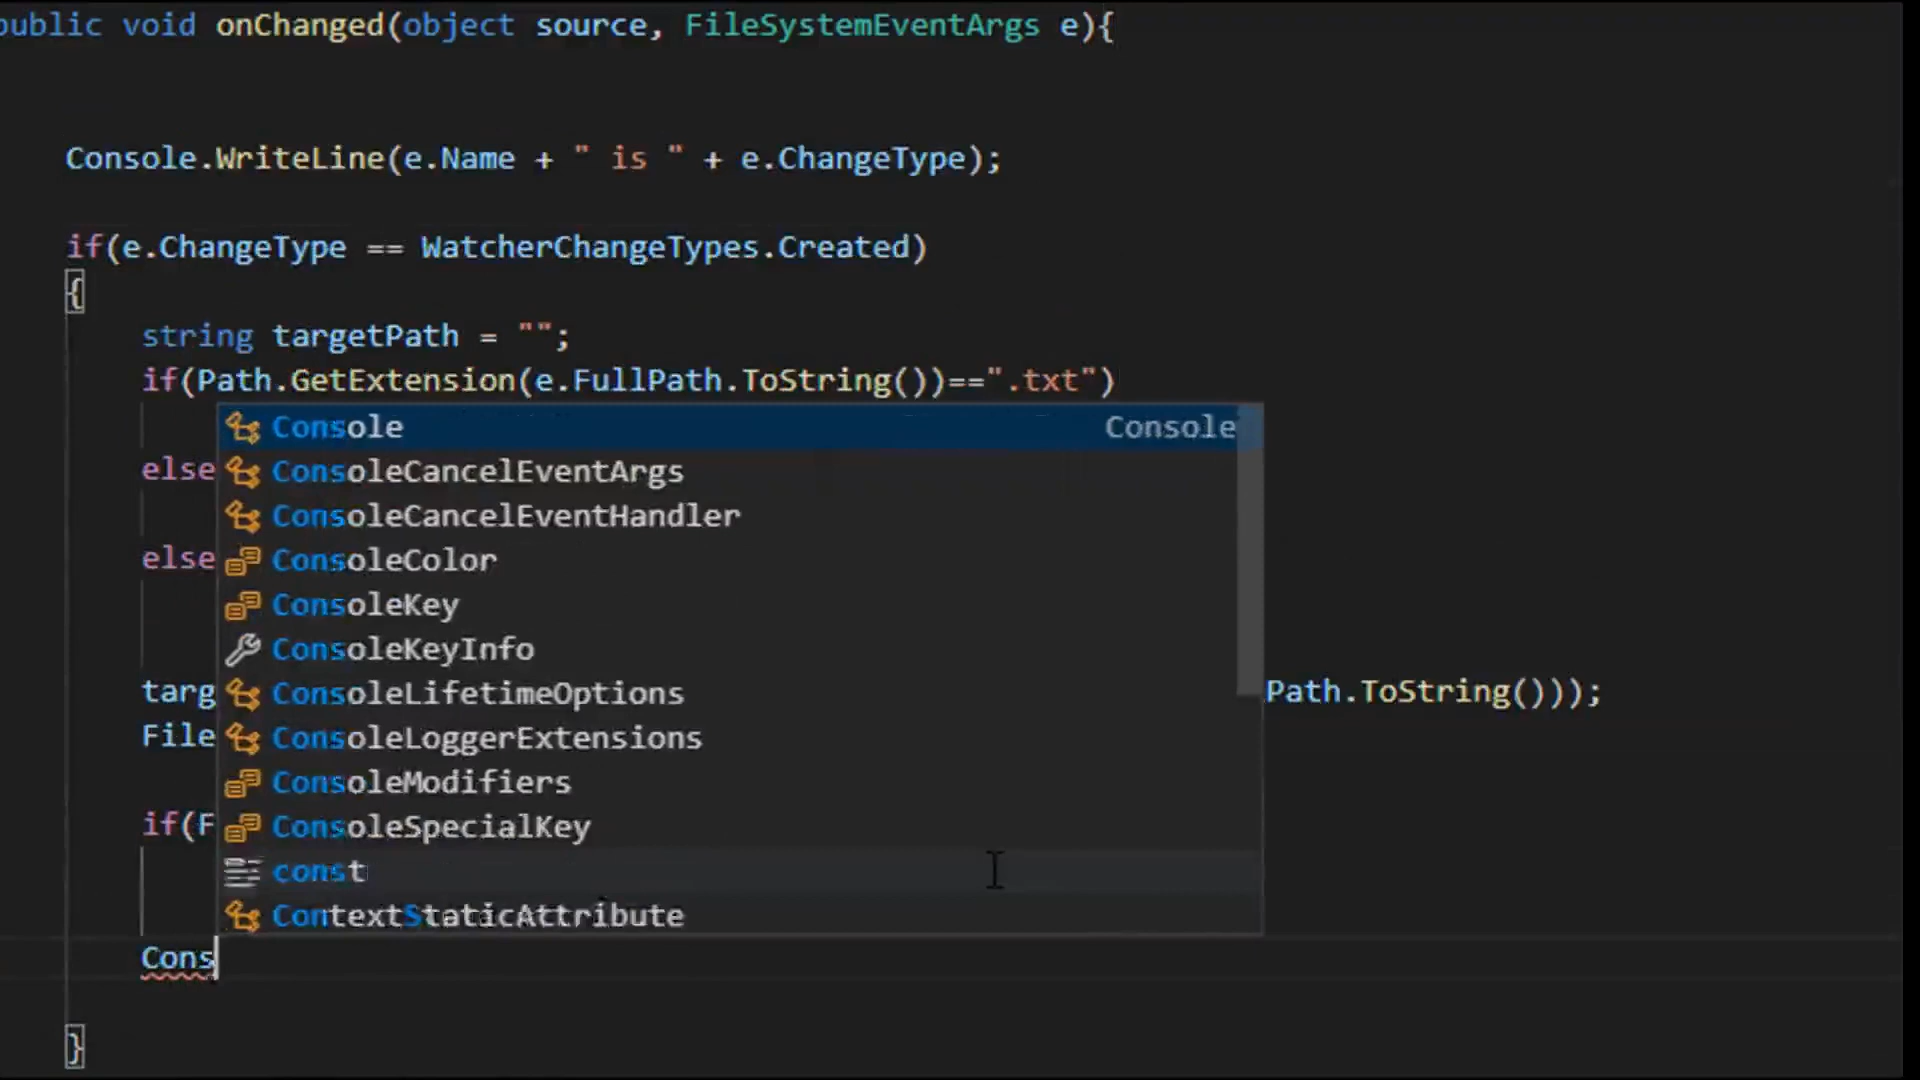 public void onChanged(object source, FileSystemEventArgs e){
Console.WriteLine(e.Name + " is " + e.ChangeType);
if(e.ChangeType == WatcherChangeTypes.Created)
{
string targetPath = "";
if(Path.GetExtension(e.FullPath.ToString())==".txt")
Console Console
else
ConsoleCancelEventArgs
ConsoleCancelEventHandler
else
ConsoleColor
ConsoleKey
ConsoleKeyInfo
targ
ConsoleLifetimeOptions
Path.ToString()));
File
ConsoleLoggerExtensions
ConsoleModifiers
if(F
ConsoleSpecialKey
const
ContextStaticAttribute
Cons
}